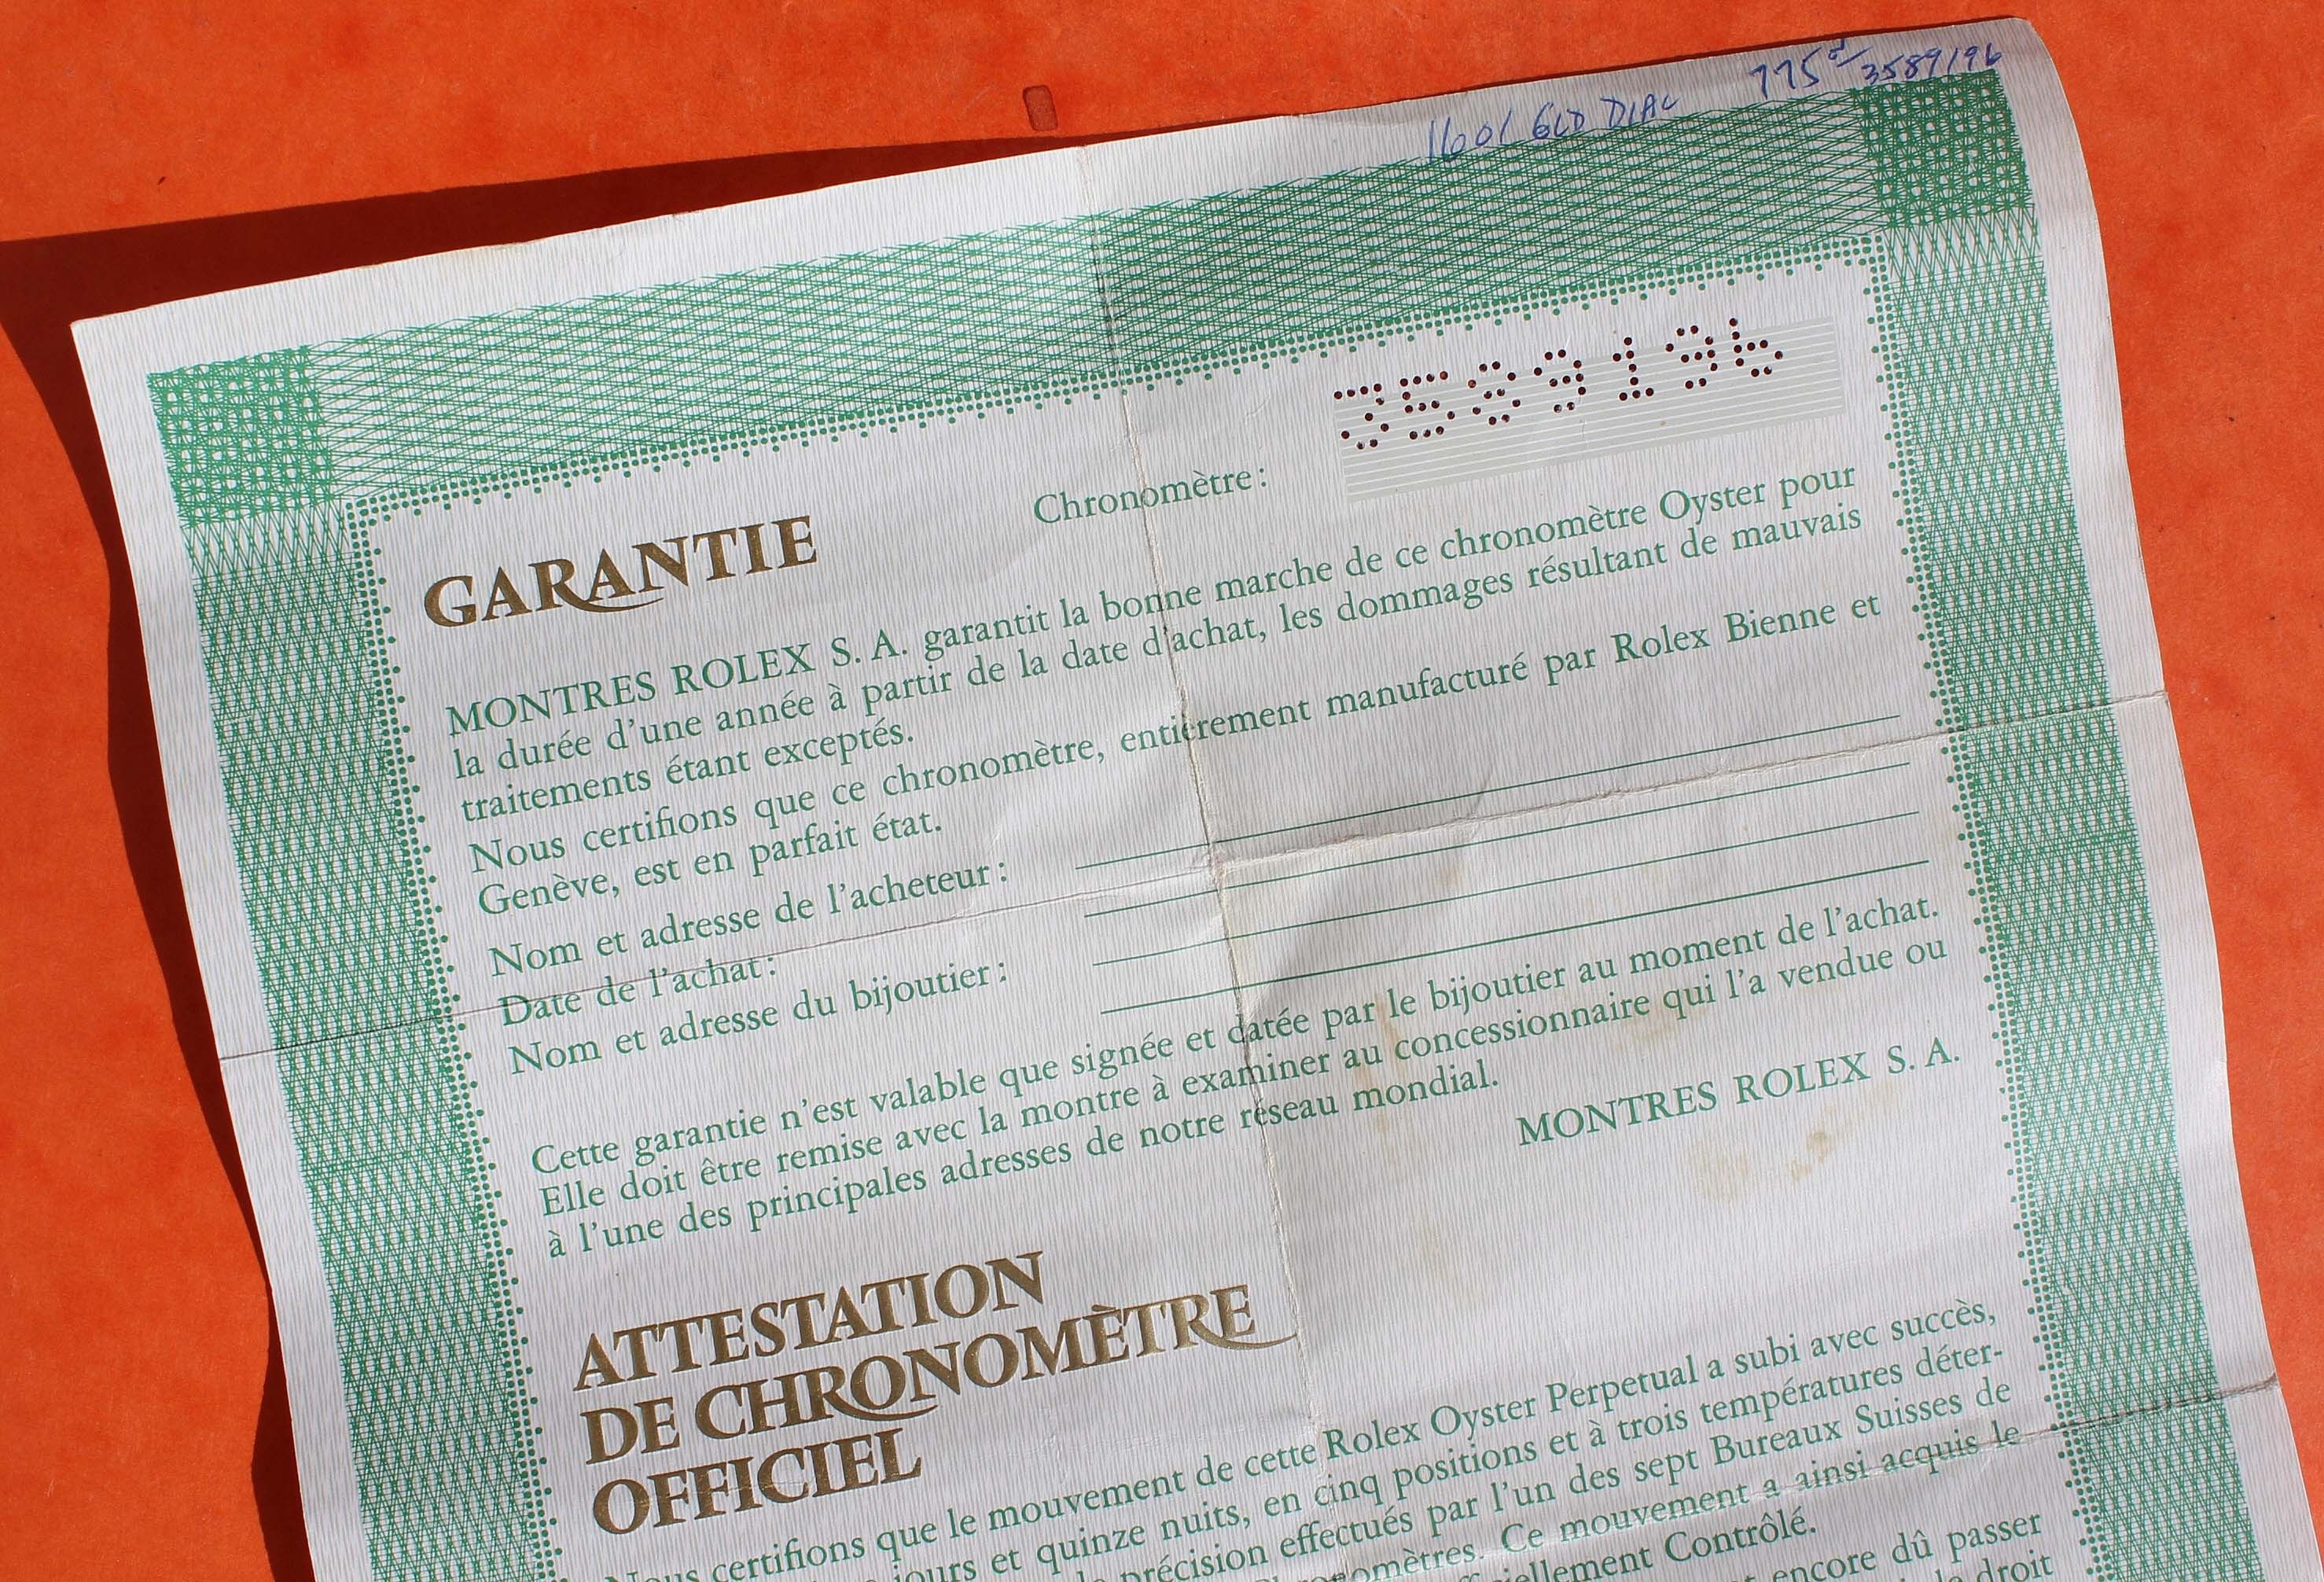 1601 GLD DIAL 775 3589196
Chronomètre: 3589196
GARANTIE
MONTRES ROLEX S. A. garantit la bonne marche de ce chronomètre Oyster pour
la durée d'une année à partir de la date d'achat, les dommages résultant de mauvais
traitements étant exceptés.
Nous certifions que ce chronomètre, entièrement manufacturé par Rolex Bienne et
Genève, est en parfait état.
Nom et adresse de l'acheteur:
Date de l'achat:
Nom et adresse du bijoutier:
Cette garantie n'est valable que signée et datée par le bijoutier au moment de l'achat.
Elle doit être remise avec la montre à examiner au concessionnaire qui l'a vendue ou
à l'une des principales adresses de notre réseau mondial.
MONTRES ROLEX S. A.
ATTESTATION
DE CHRONOMÈTRE
OFFICIEL
Nous certifions que le mouvement de cette Rolex Oyster Perpetual a subi avec succès,
jours et quinze nuits, en cinq positions et à trois températures déter-
précision effectués par l'un des sept Bureaux Suisses de
Ce mouvement a ainsi acquis le
Contrôlé.
encore dû passer
droit